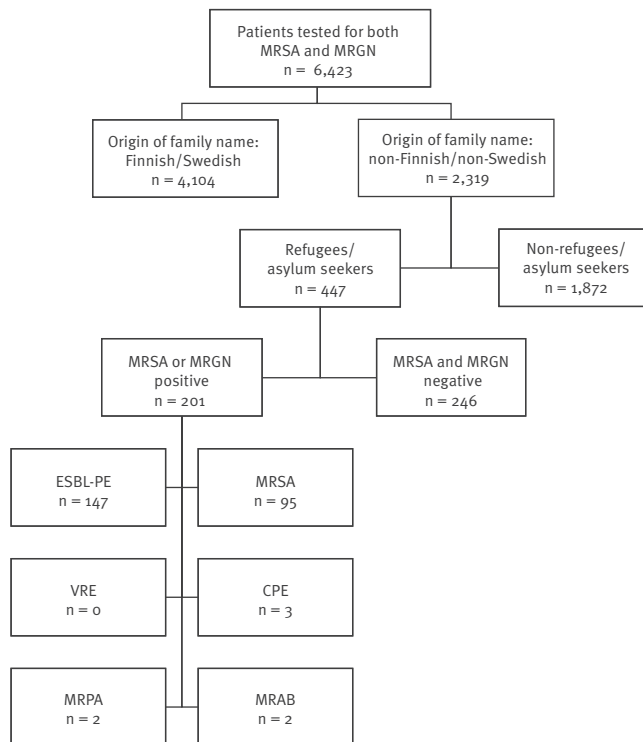 Patients tested for both
MRSA and MRGN
n = 6,423
Origin of family name:
Finnish/Swedish
n = 4,104
Origin of family name:
non-Finnish/non-Swedish
n = 2,319
Refugees/
asylum seekers
n = 447
Non-refugees/
asylum seekers
n = 1,872
MRSA or MRGN
positive
n = 201
MRSA and MRGN
negative
n = 246
ESBL-PE
n = 147
MRSA
n = 95
VRE
n = 0
CPE
n = 3
MRPA
n = 2
MRAB
n = 2